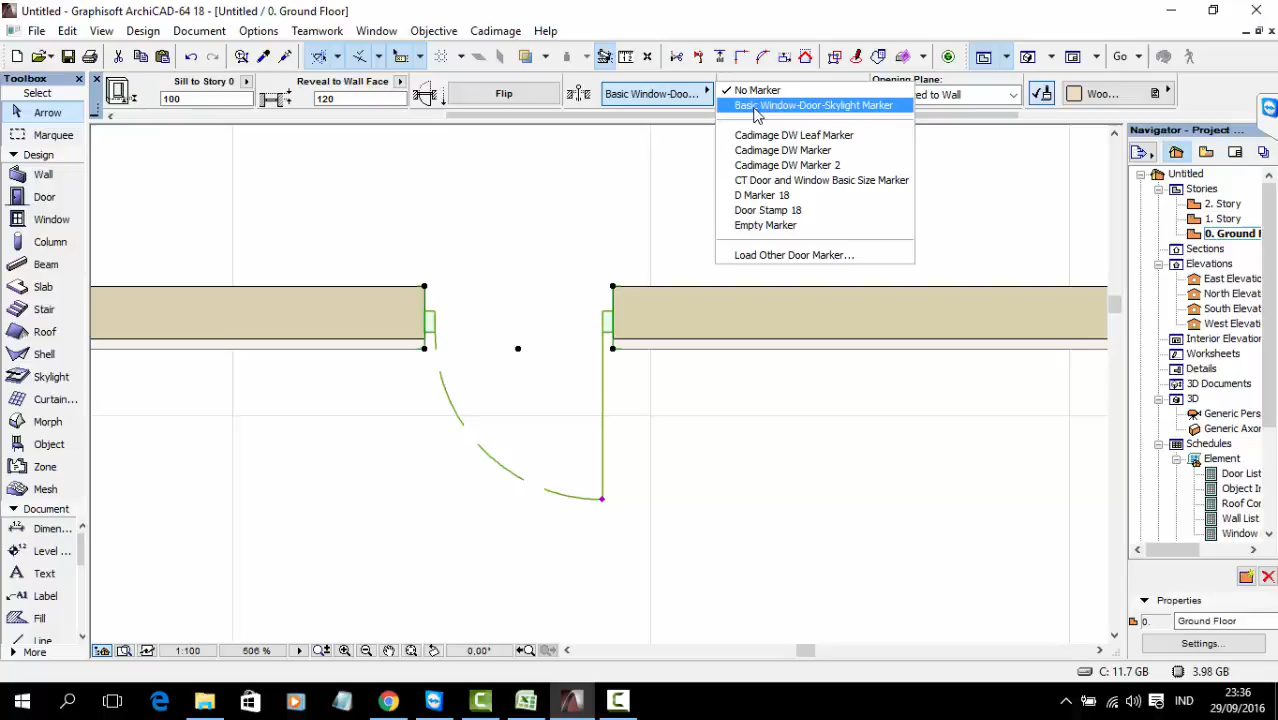 Untitled - Graphisoft ArchiCAD-64 18 - [Untitled / 0. Ground Floor]
File Edit View Design Options Document Teamwork Window Objective Cadimage Help
Go
Toolbox
Select
Arrow
Marquee
Design
Wall
Door
Window
Column
Beam
Slab
Stair
Roof
Shell
Skylight
Curtain...
Morph
Object
Zone
Mesh
Document
Dimen...
Level ...
Text
Label
Fill
Line
More
Sill to Story 0
100
Reveal to Wall Face
120
Flip
Basic Window-Doo...
Opening Plane:
ed to Wall
Woo...
No Marker
Basic Window-Door-Skylight Marker
Cadimage DW Leaf Marker
Cadimage DW Marker
Cadimage DW Marker 2
CT Door and Window Basic Size Marker
D Marker 18
Door Stamp 18
Empty Marker
Load Other Door Marker...
Navigator - Project ...
Untitled
Stories
2. Story
1. Story
0. Ground F
Sections
Elevations
East Elevatio
North Elevat
South Elevat
West Elevati
Interior Elevation
Worksheets
Details
3D Documents
3D
Generic Pers
Generic Axon
Schedules
Element
Door List
Object In
Roof Cor
Wall List
Window
Properties
0. Ground Floor
Settings...
1:100 506 % 0,00°
C: 11.7 GB 3.98 GB
IND
23:36
29/09/2016